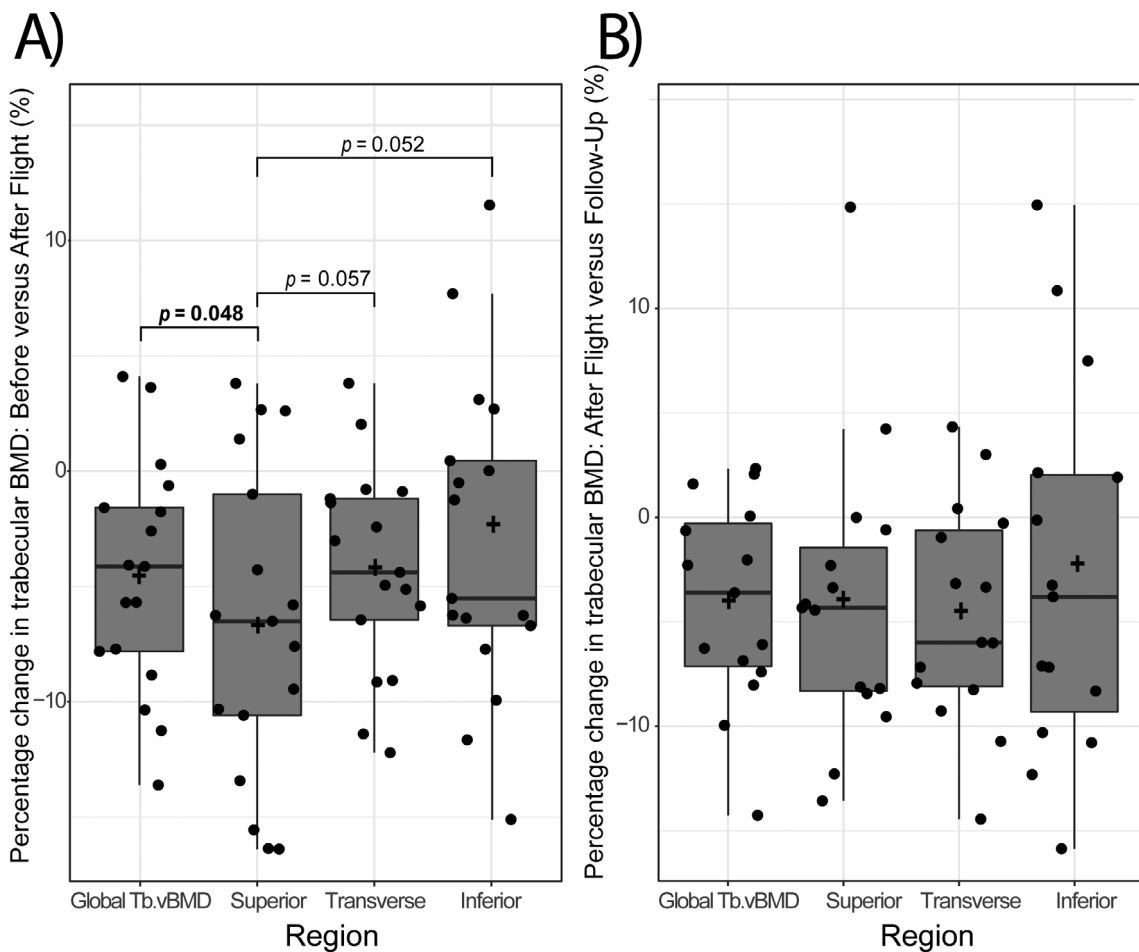 A)
Percentage change in trabecular BMD: Before versus After Flight (%)
p = 0.052
p = 0.057
p = 0.048
10
0
−10
Global Tb.vBMD Superior Transverse Inferior
Region
B)
Percentage change in trabecular BMD: After Flight versus Follow-Up (%)
10
0
−10
Global Tb.vBMD Superior Transverse Inferior
Region